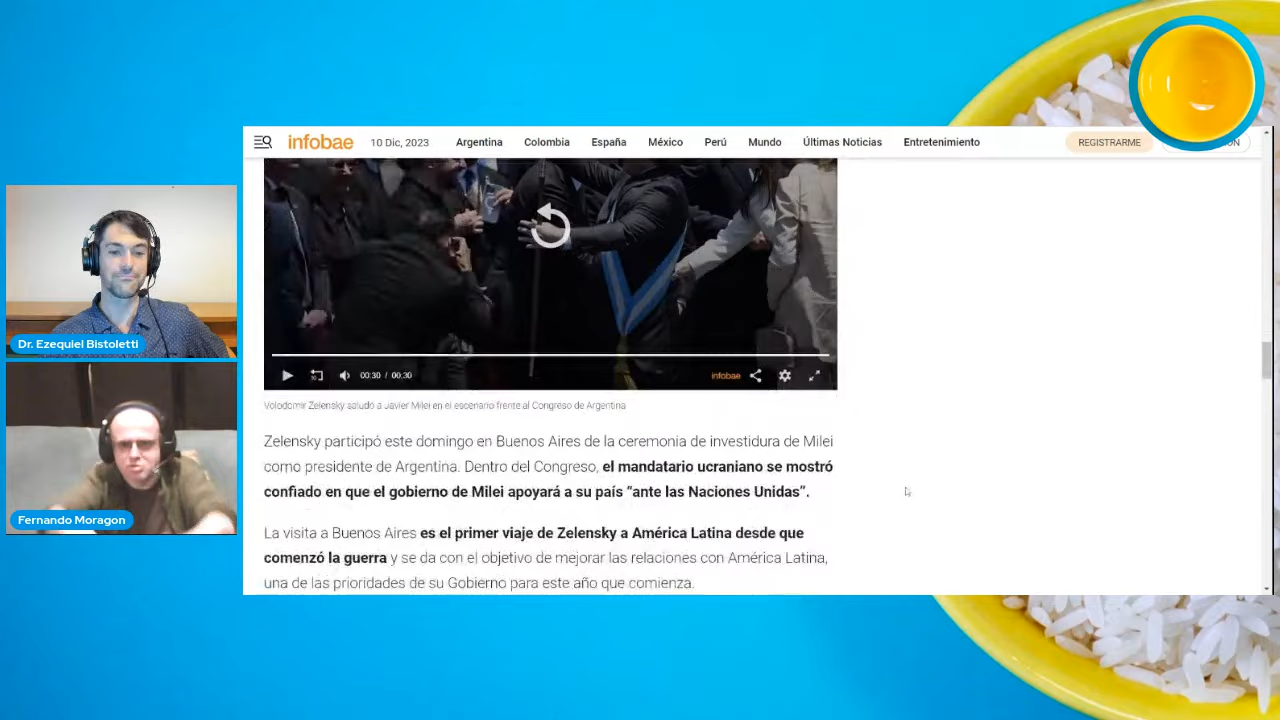 infobae 10 Dic, 2023 Argentina Colombia España México Perú Mundo Últimas Noticias Entretenimiento REGISTRARME
00:30 / 00:30 infobae
Volodomir Zelensky saludó a Javier Milei en el escenario frente al Congreso de Argentina
Zelensky participó este domingo en Buenos Aires de la ceremonia de investidura de Milei
como presidente de Argentina. Dentro del Congreso, el mandatario ucraniano se mostró
confiado en que el gobierno de Milei apoyará a su país “ante las Naciones Unidas”.
La visita a Buenos Aires es el primer viaje de Zelensky a América Latina desde que
comenzó la guerra y se da con el objetivo de mejorar las relaciones con América Latina,
una de las prioridades de su Gobierno para este año que comienza.
Dr. Ezequiel Bistoletti
Fernando Moragon